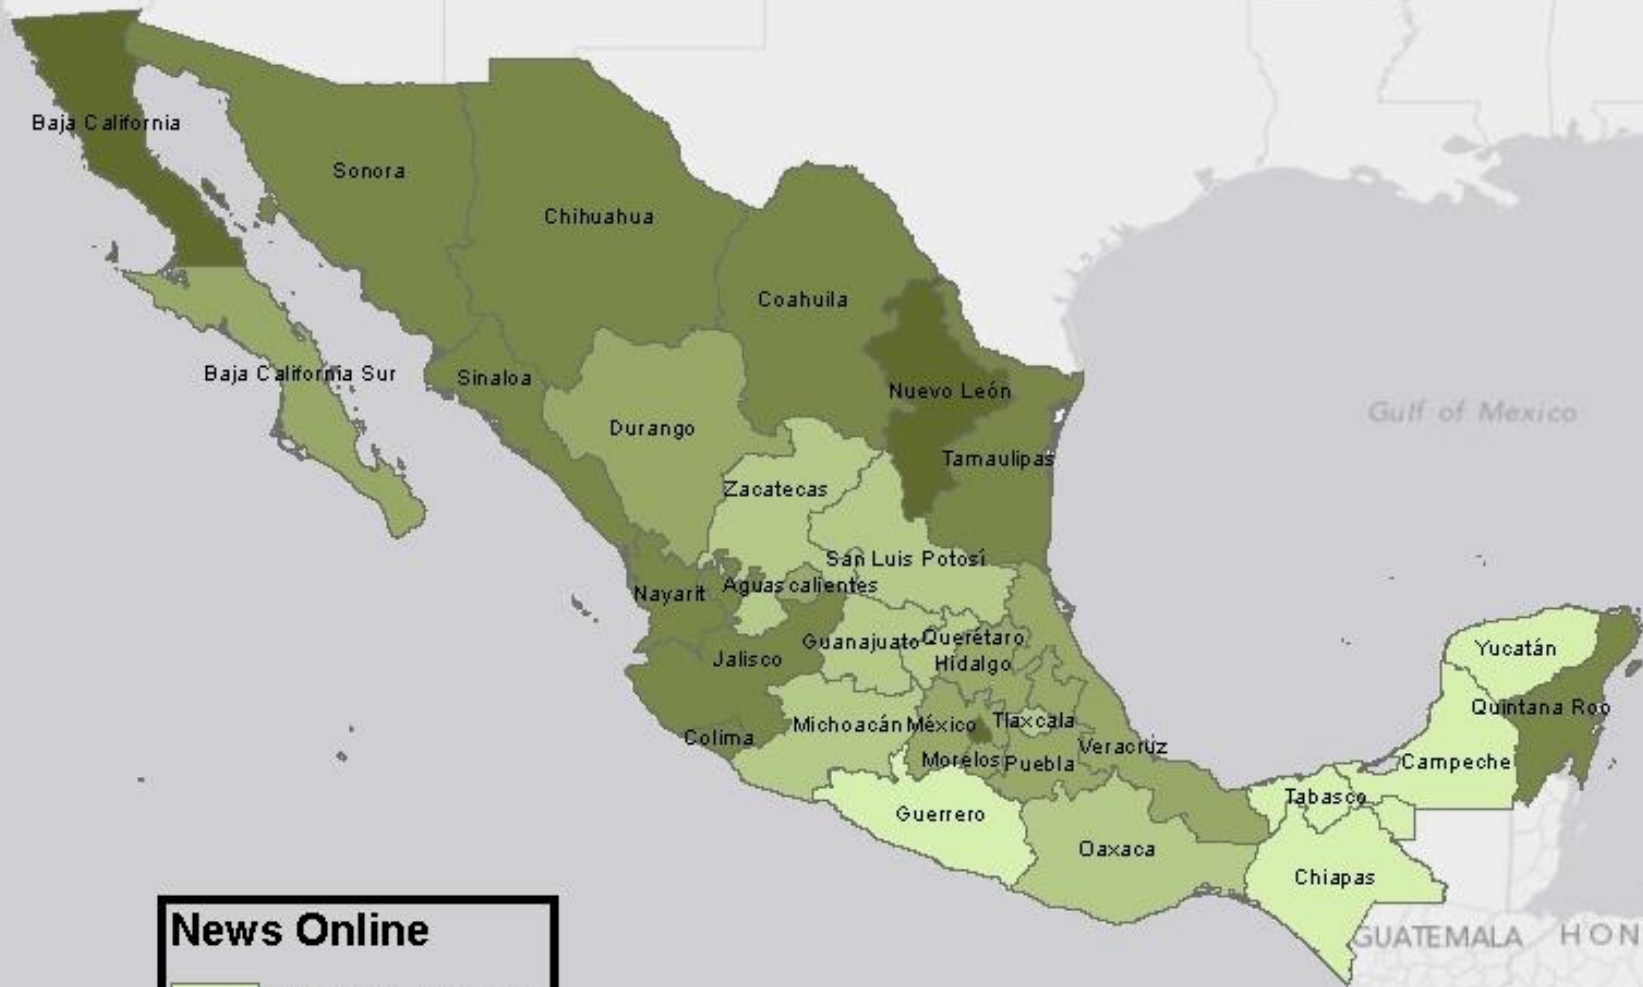 Baja California
Sonora
Chihuahua
Coahuila
Baja California Sur
Sinaloa
Nuevo León
Gulf of Mexico
Durango
Tamaulipas
Zacatecas
San Luis Potosí
Aguascalientes
Nayarit
Guanajuato
Querétaro
Yucatán
Jalisco
Hidalgo
Quintana Roo
Michoacán
México
Tlaxcala
Colima
Veracruz
Morelos
Puebla
Campeche
Tabasco
Guerrero
Oaxaca
Chiapas
News Online
GUATEMALA
HON